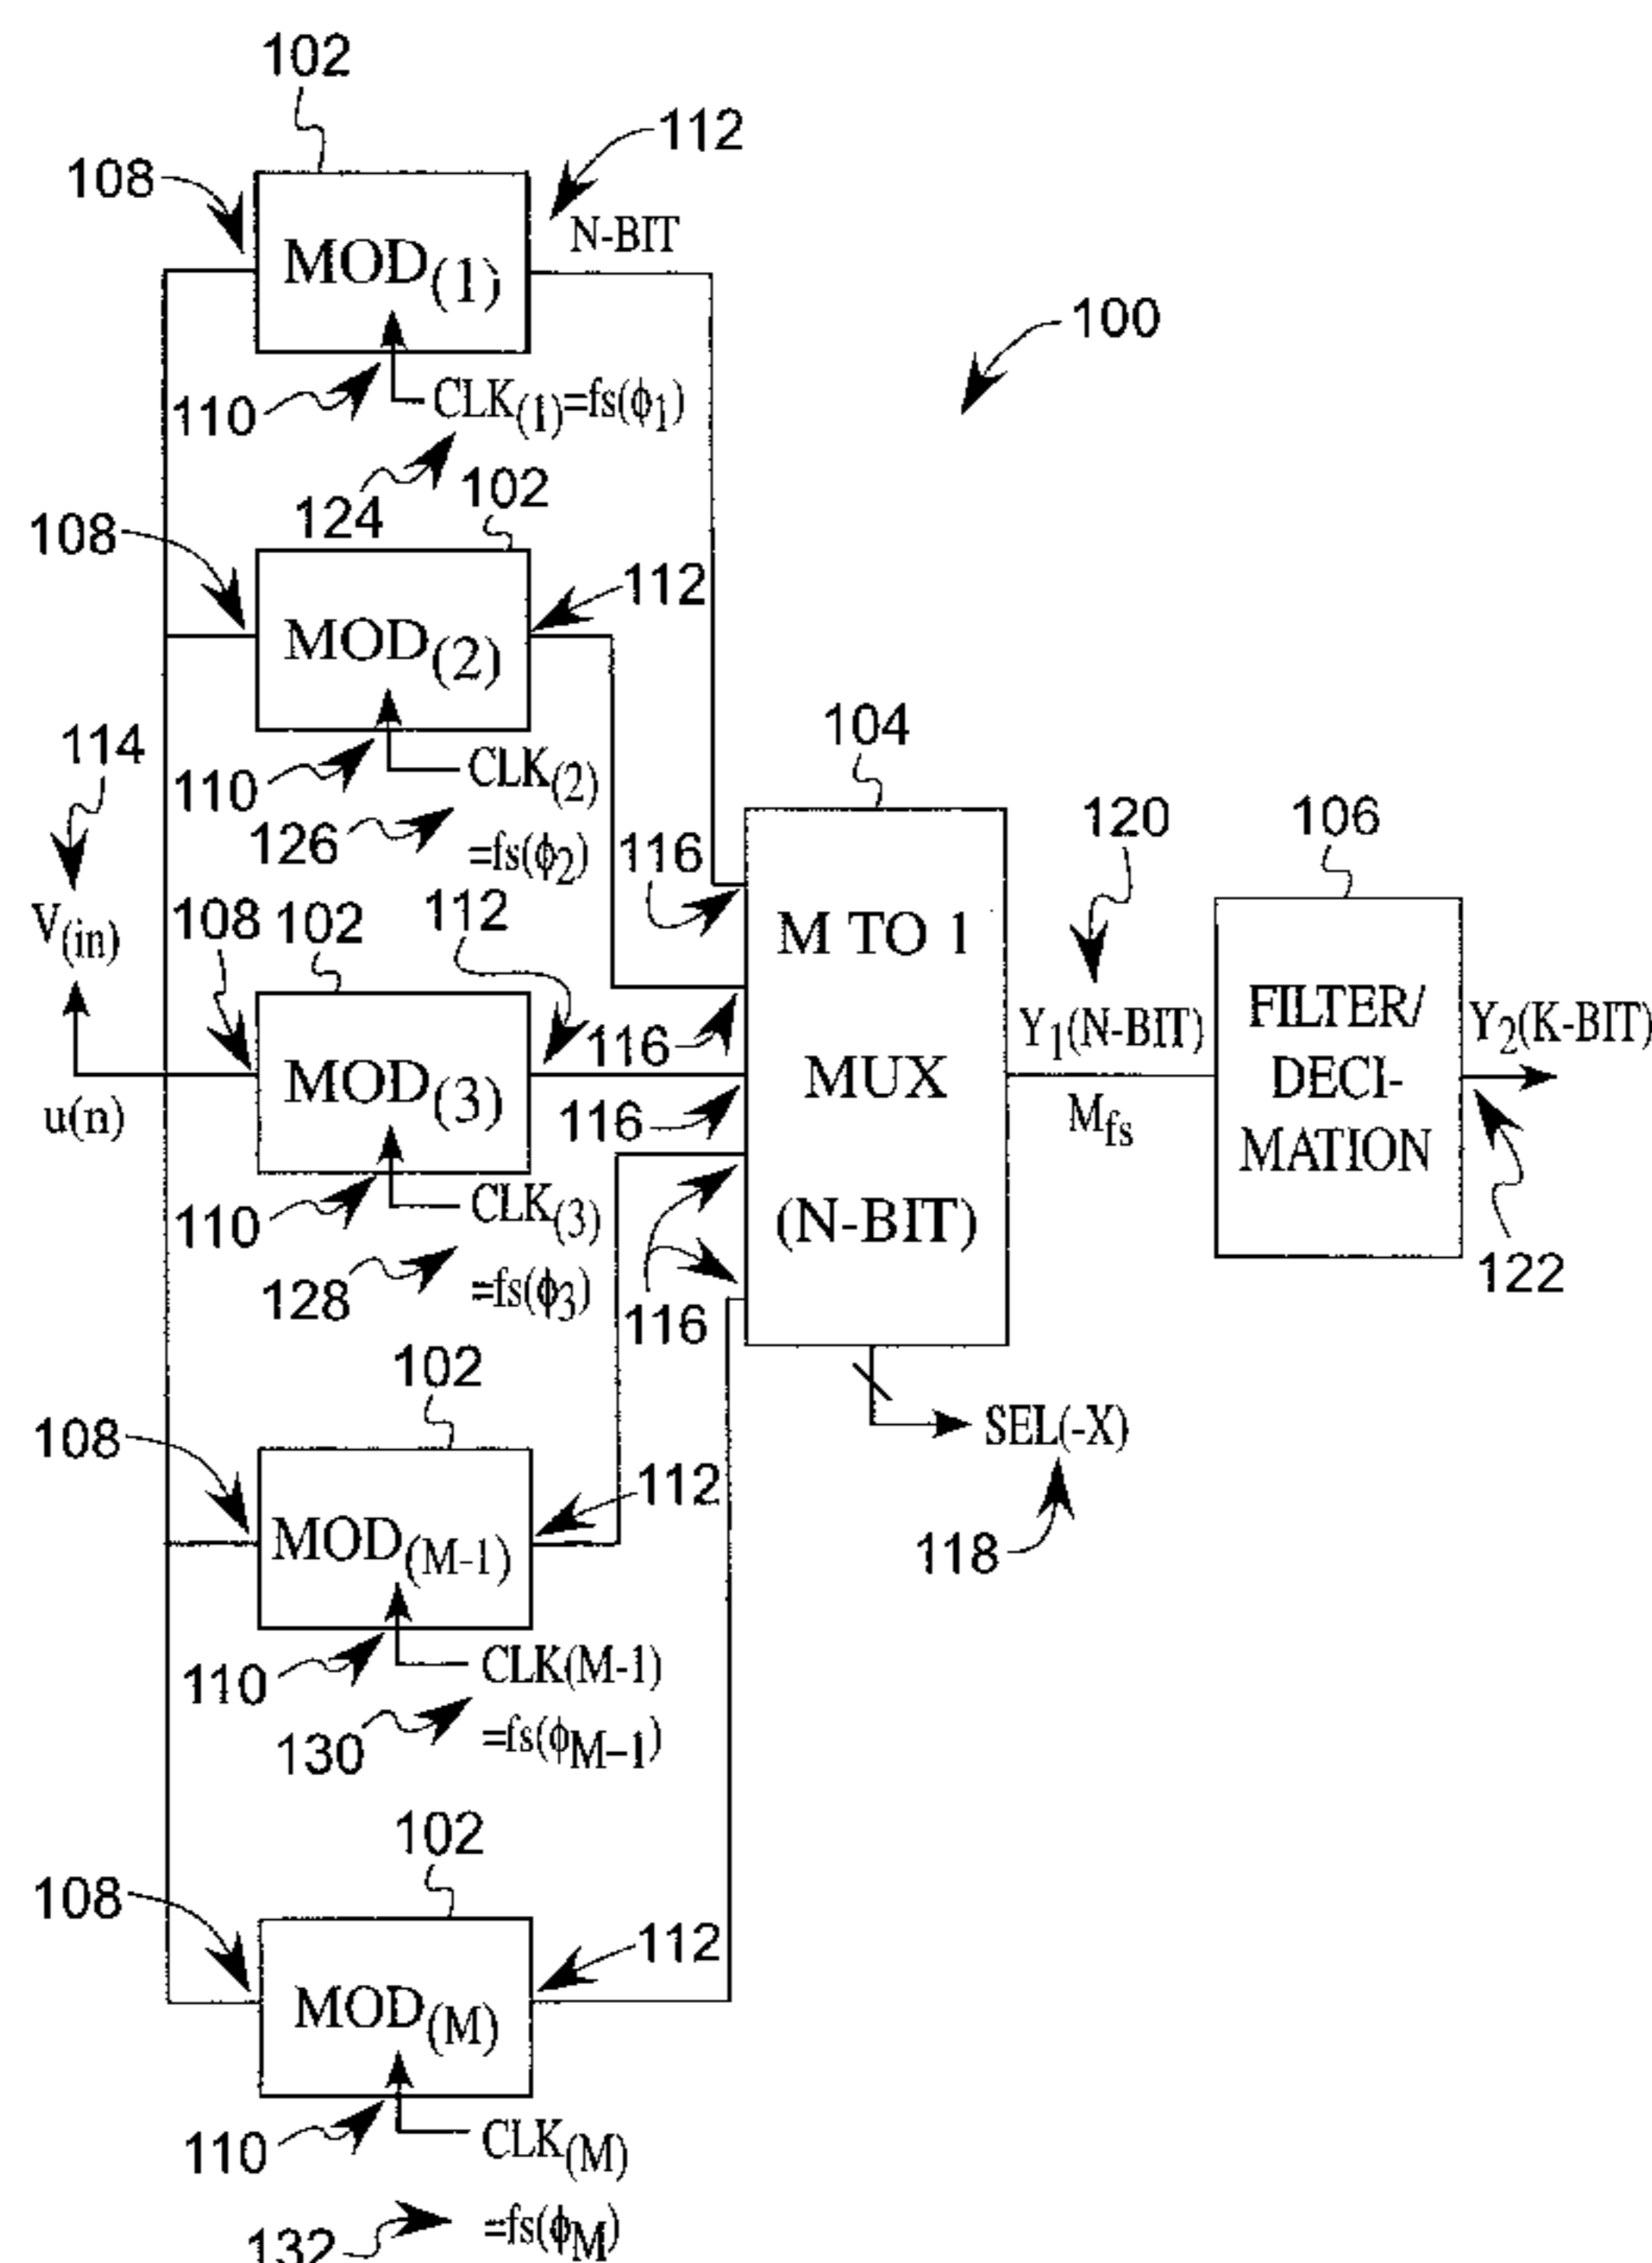 102
112
108
N-BIT
MOD(1)
100
110
CLK(1)=fs(ϕ1)
124
102
108
112
MOD(2)
104
114
110
CLK(2)
120
106
126
=fs(ϕ2)
116
V(in)
108
102
112
M TO 1
Y1(N-BIT)
FILTER/
Y2(K-BIT)
116
MOD(3)
MUX
DECI-
u(n)
116
Mfs
MATION
110
CLK(3)
(N-BIT)
128
=fs(ϕ3)
116
122
102
SEL(-X)
108
112
MOD(M-1)
118
110
CLK(M-1)
130
=fs(ϕM–1)
102
108
112
MOD(M)
110
CLK(M)
132
=fs(ϕM)